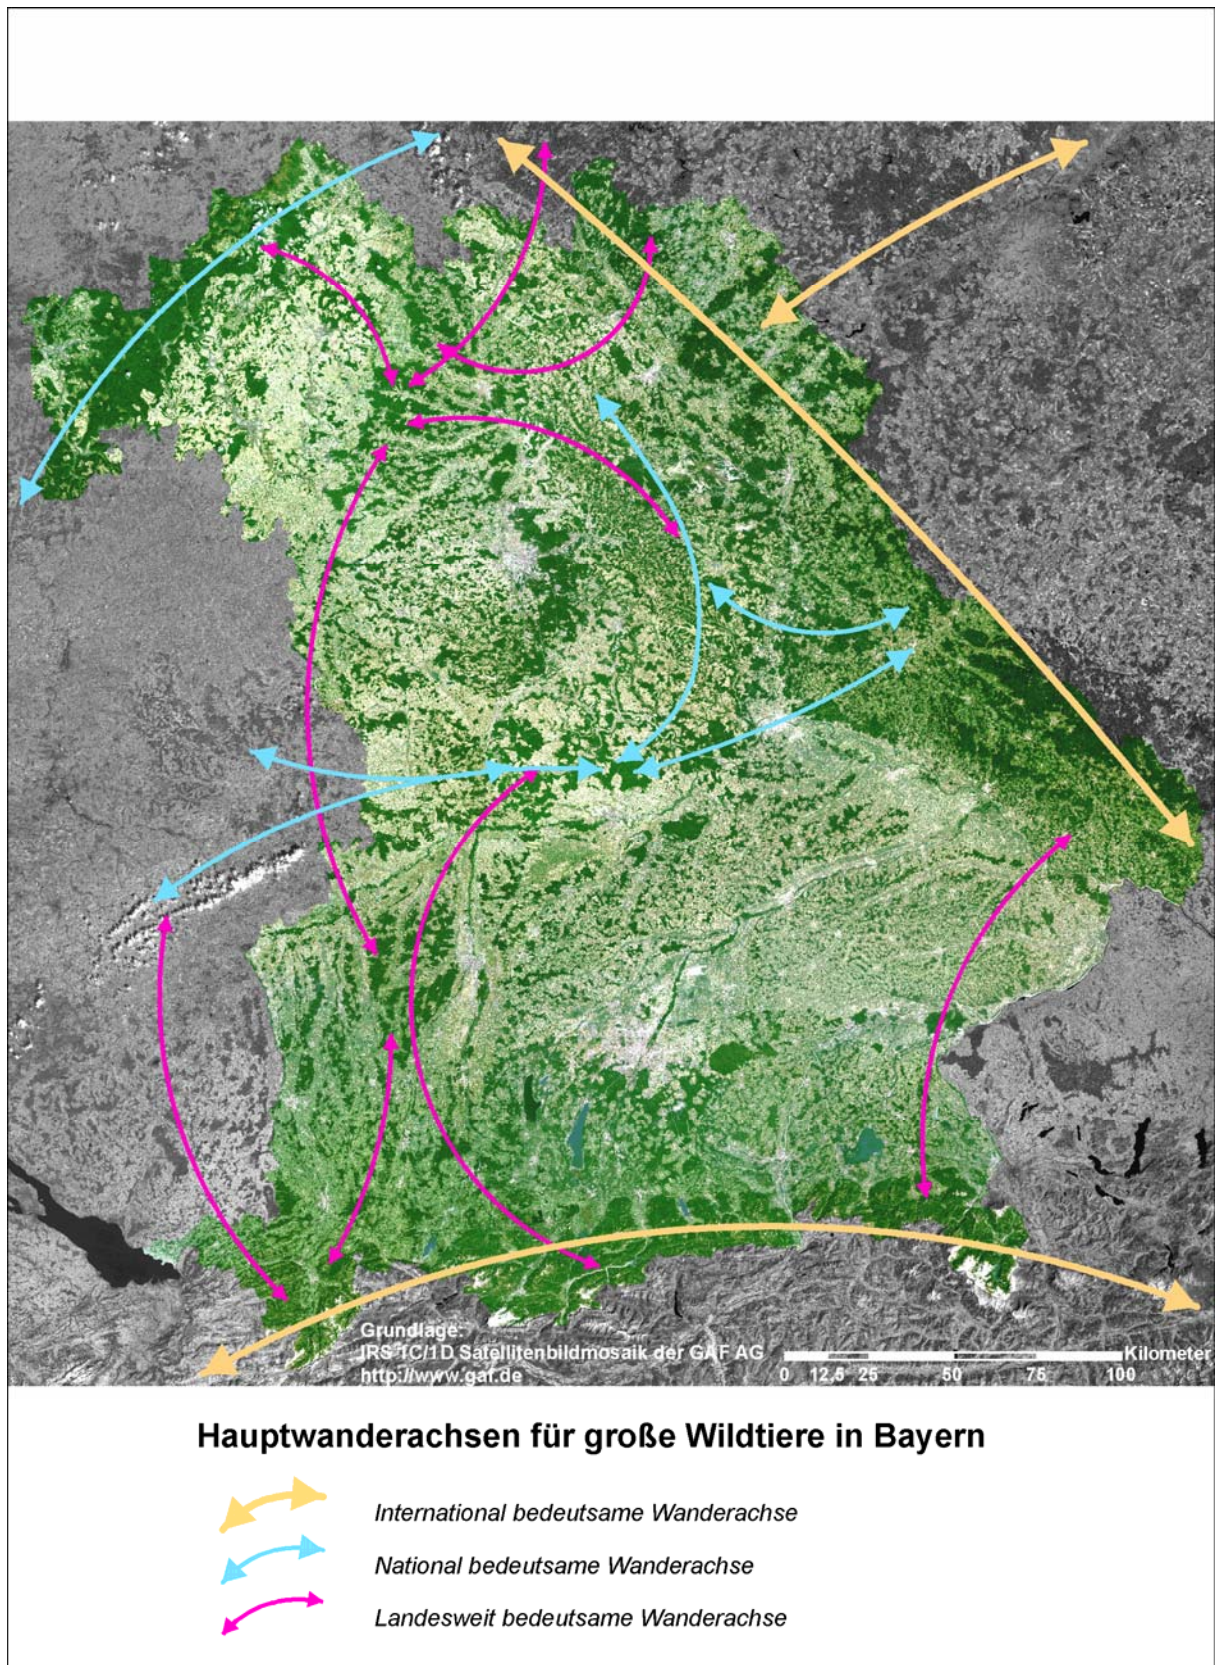 Grundlage:
IRS 1C/1D Satellitenbildmosaik der GAF AG
http://www.gaf.de
Kilometer
0 12,5 25 50 75 100
Hauptwanderachsen für große Wildtiere in Bayern
International bedeutsame Wanderachse
National bedeutsame Wanderachse
Landesweit bedeutsame Wanderachse